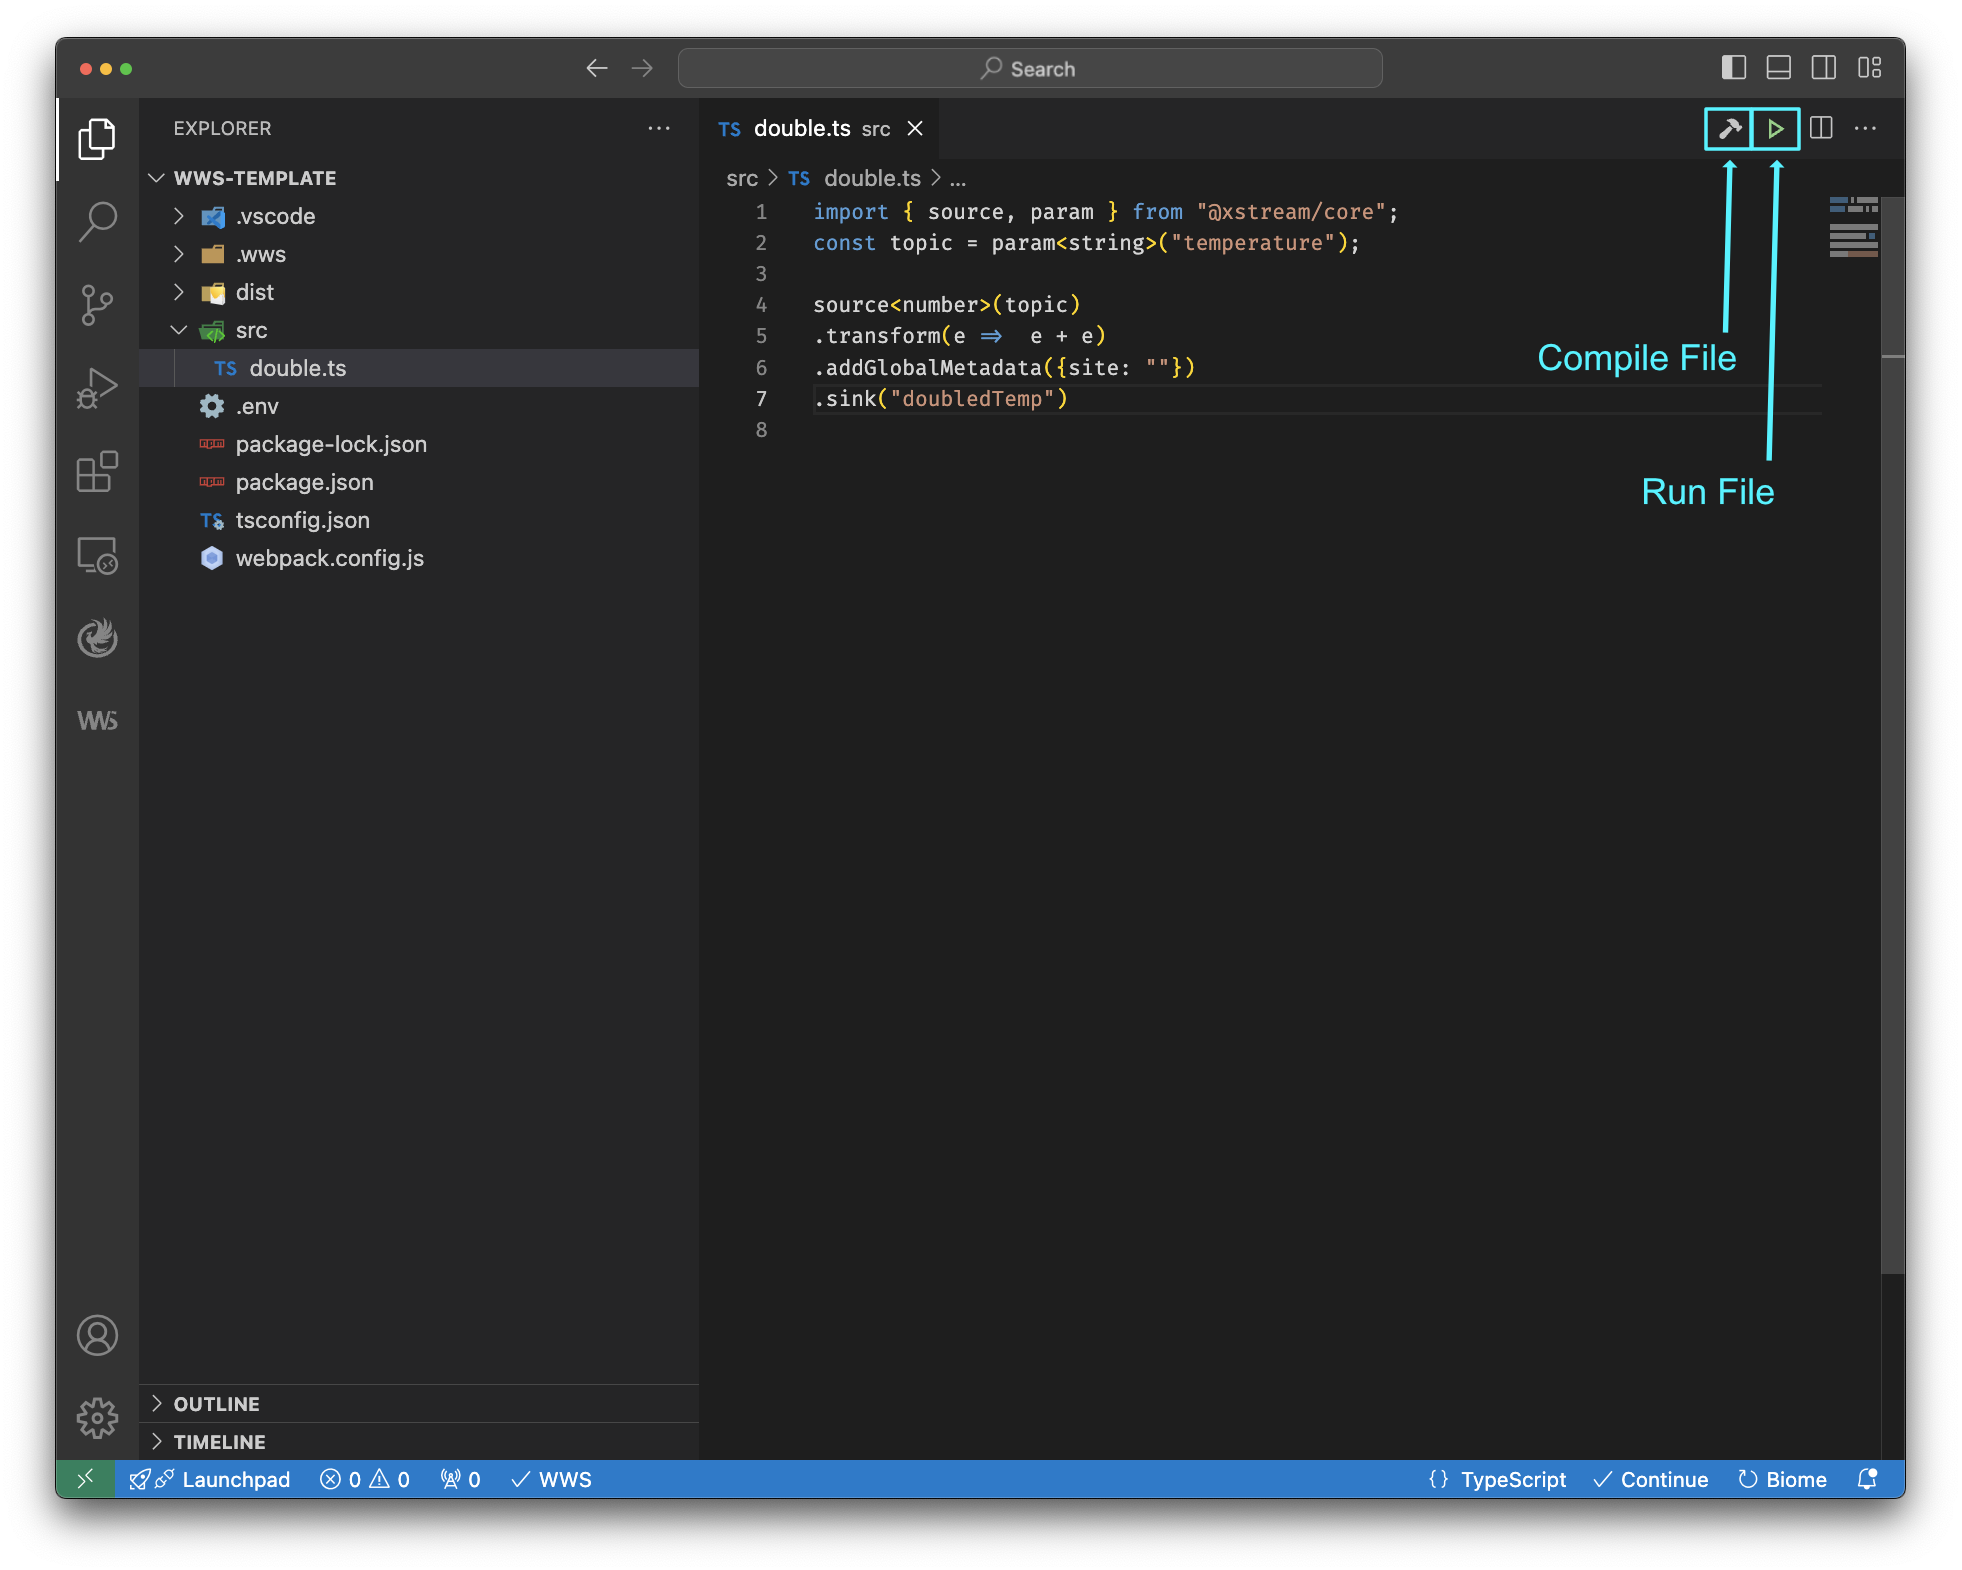 Search
EXPLORER
TS double.ts src
WWS-TEMPLATE
src > TS double.ts > ...
.vscode
.wws
dist
src
TS double.ts
.env
package-lock.json
package.json
TS tsconfig.json
webpack.config.js
1 import { source, param } from "@xstream/core";
2 const topic = param<string>("temperature");
3
4 source<number>(topic)
5 .transform(e => e + e)
6 .addGlobalMetadata({site: ""})
7 .sink("doubledTemp")
8
Compile File
Run File
WWS
OUTLINE
TIMELINE
Launchpad 0 0 0 WWS {} TypeScript Continue Biome